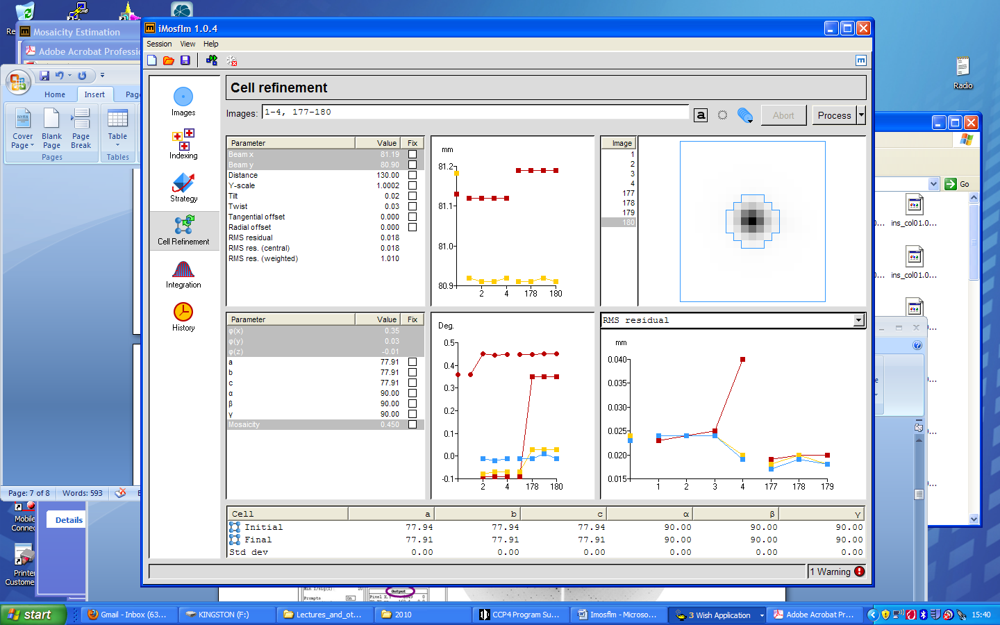 Mosaicity Estimation
Adobe Acrobat Professi
Home Insert Pag
Cover Page
Blank Page
Page Break
Table
Pages
Tables
Page: 7 of 8 Words: 593
Details
Mobile Connec
Printer Custome
iMosflm 1.0.4
Session View Help
Images
Indexing
Strategy
Cell Refinement
Integration
History
Cell refinement
Images: 1-4, 177-180
a
Abort
Process
Parameter Value Fix
Beam x 81.19
Beam y 80.90
Distance 130.00
Y-scale 1.0002
Tilt 0.02
Twist 0.03
Tangential offset 0.000
Radial offset 0.000
RMS residual 0.018
RMS res. (central) 0.018
RMS res. (weighted) 1.010
mm
81.2
81.1
81.0
80.9
2 4 178 180
Image
1
2
3
4
177
178
179
180
Parameter Value Fix
φ(x) 0.35
φ(y) 0.03
φ(z) -0.01
a 77.91
b 77.91
c 77.91
α 90.00
β 90.00
γ 90.00
Mosaicity 0.450
Deg.
0.5
0.4
0.3
0.2
0.1
0.0
-0.1
2 4 178 180
RMS residual
mm
0.040
0.035
0.030
0.025
0.020
0.015
1 2 3 4 177 178 179
Cell a b c α β γ
Initial 77.94 77.94 77.94 90.00 90.00 90.00
Final 77.91 77.91 77.91 90.00 90.00 90.00
Std dev 0.00 0.00 0.00 0.00 0.00 0.00
1 Warning
Radio
Go
ins_col01.0...
ins_col01.0...
Prompts On
Output
start
Gmail - Inbox (63...
KINGSTON (F:)
Lectures_and_ot...
2010
CCP4 Program Su...
Imosflm - Microso...
3 Wish Application
Adobe Acrobat Pr...
15:40